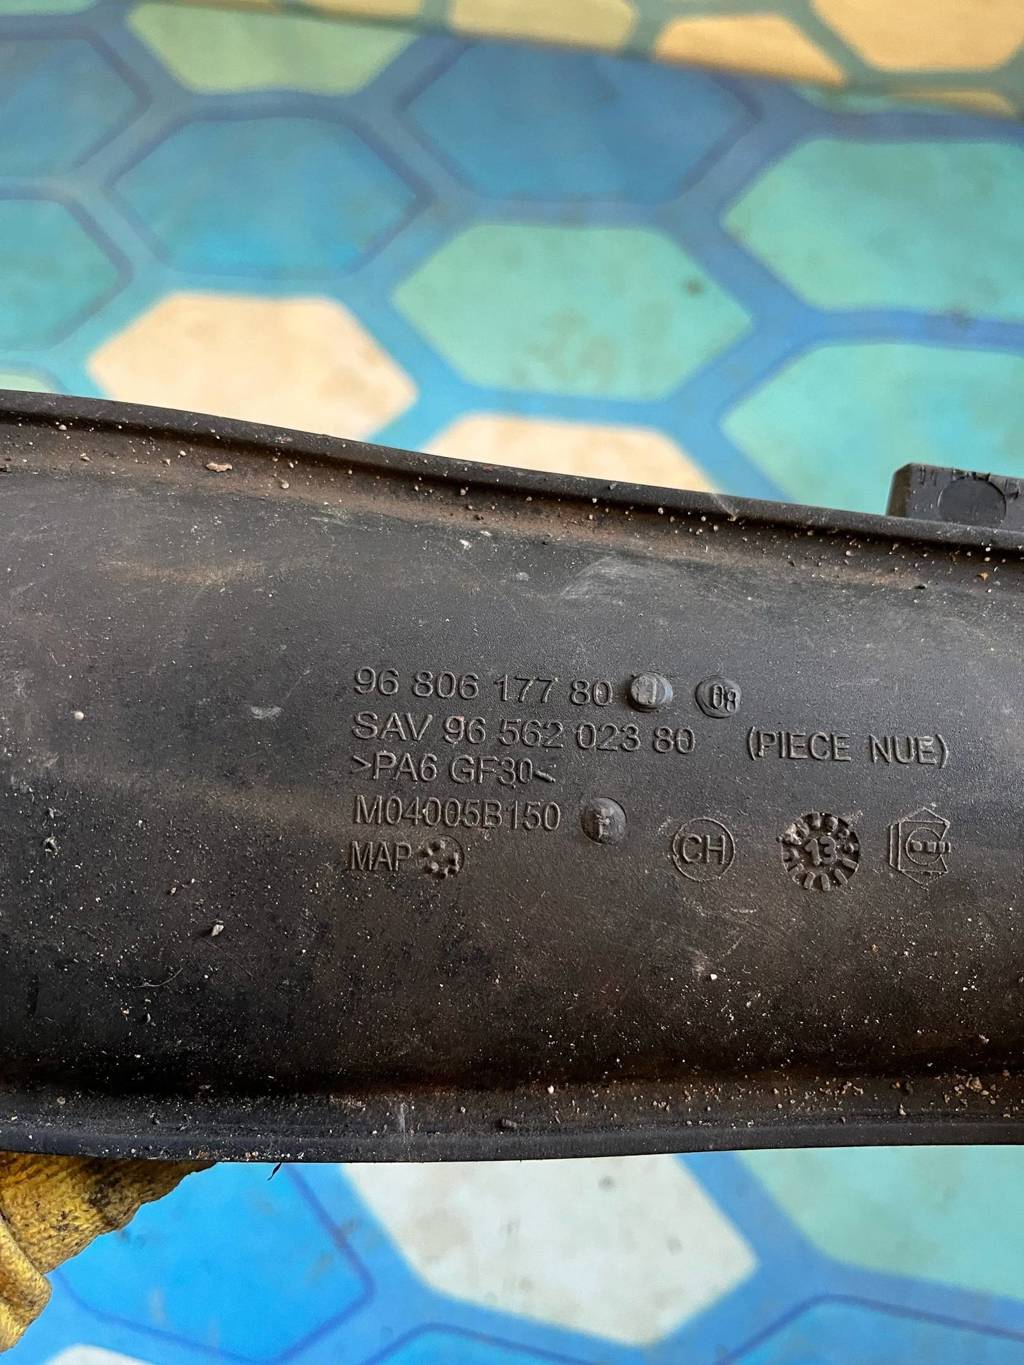 96 806 177 80
SAV 96 562 023 80 (PIECE NUE)
>PA6 GF30<
M04005B150
MAP
CH
13